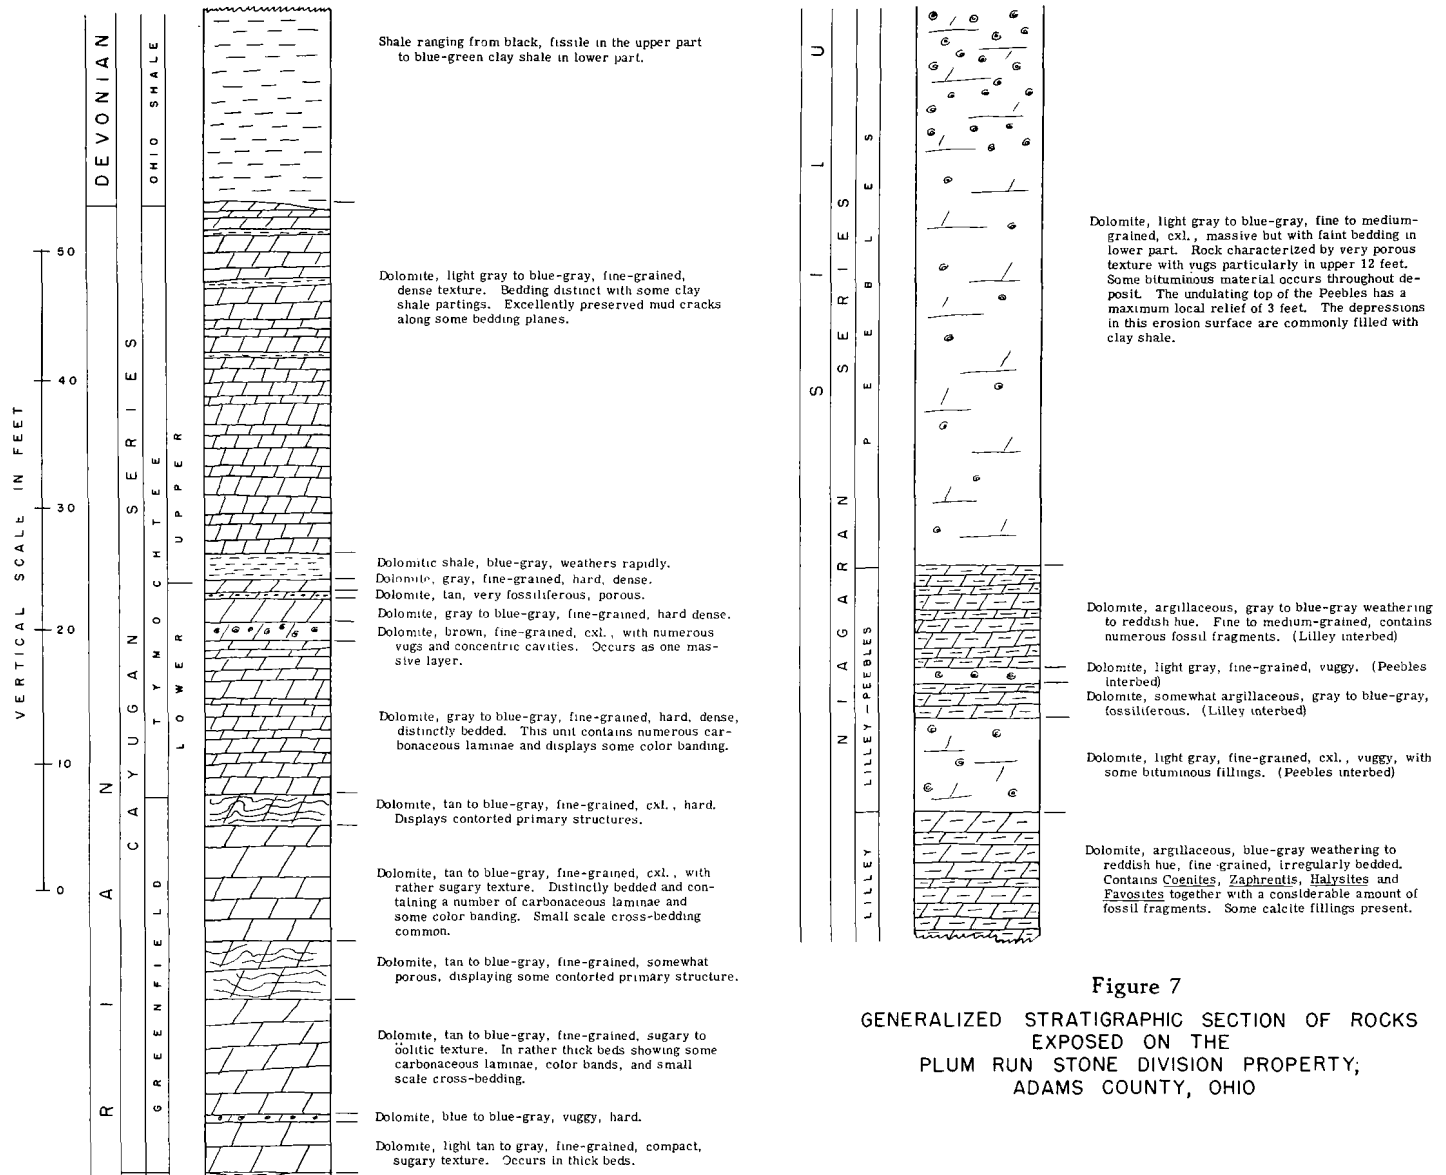 DEVONIAN
OHIO SHALE
Shale ranging from black, fissile in the upper part
to blue-green clay shale in lower part.
VERTICAL SCALE IN FEET
50
40
30
20
10
0
RIAN
CAYUGAN SERIES
TYMOCHTEE
UPPER
LOWER
GREENFIELD
Dolomite, light gray to blue-gray, fine-grained,
dense texture. Bedding distinct with some clay
shale partings. Excellently preserved mud cracks
along some bedding planes.
Dolomitic shale, blue-gray, weathers rapidly.
Dolomite, gray, fine-grained, hard, dense.
Dolomite, tan, very fossiliferous, porous.
Dolomite, gray to blue-gray, fine-grained, hard dense.
Dolomite, brown, fine-grained, cxl., with numerous
vugs and concentric cavities. Occurs as one mas-
sive layer.
Dolomite, gray to blue-gray, fine-grained, hard, dense,
distinctly bedded. This unit contains numerous car-
bonaceous laminae and displays some color banding.
Dolomite, tan to blue-gray, fine-grained, cxl., hard.
Displays contorted primary structures.
Dolomite, tan to blue-gray, fine-grained, cxl., with
rather sugary texture. Distinctly bedded and con-
taining a number of carbonaceous laminae and
some color banding. Small scale cross-bedding
common.
Dolomite, tan to blue-gray, fine-grained, somewhat
porous, displaying some contorted primary structure.
Dolomite, tan to blue-gray, fine-grained, sugary to
öolitic texture. In rather thick beds showing some
carbonaceous laminae, color bands, and small
scale cross-bedding.
Dolomite, blue to blue-gray, vuggy, hard.
Dolomite, light tan to gray, fine-grained, compact,
sugary texture. Occurs in thick beds.
SILU
NIAGARAN SERIES
PEEBLES
LILLEY-PEEBLES
LILLEY
Dolomite, light gray to blue-gray, fine to medium-
grained, cxl., massive but with faint bedding in
lower part. Rock characterized by very porous
texture with vugs particularly in upper 12 feet.
Some bituminous material occurs throughout de-
posit. The undulating top of the Peebles has a
maximum local relief of 3 feet. The depressions
in this erosion surface are commonly filled with
clay shale.
Dolomite, argillaceous, gray to blue-gray weathering
to reddish hue. Fine to medium-grained, contains
numerous fossil fragments. (Lilley interbed)
Dolomite, light gray, fine-grained, vuggy. (Peebles
interbed)
Dolomite, somewhat argillaceous, gray to blue-gray,
fossiliferous. (Lilley interbed)
Dolomite, light gray, fine-grained, cxl., vuggy, with
some bituminous fillings. (Peebles interbed)
Dolomite, argillaceous, blue-gray weathering to
reddish hue, fine-grained, irregularly bedded.
Contains Coenites, Zaphrentis, Halysites and
Favosites together with a considerable amount of
fossil fragments. Some calcite fillings present.
Figure 7
GENERALIZED STRATIGRAPHIC SECTION OF ROCKS
EXPOSED ON THE
PLUM RUN STONE DIVISION PROPERTY;
ADAMS COUNTY, OHIO